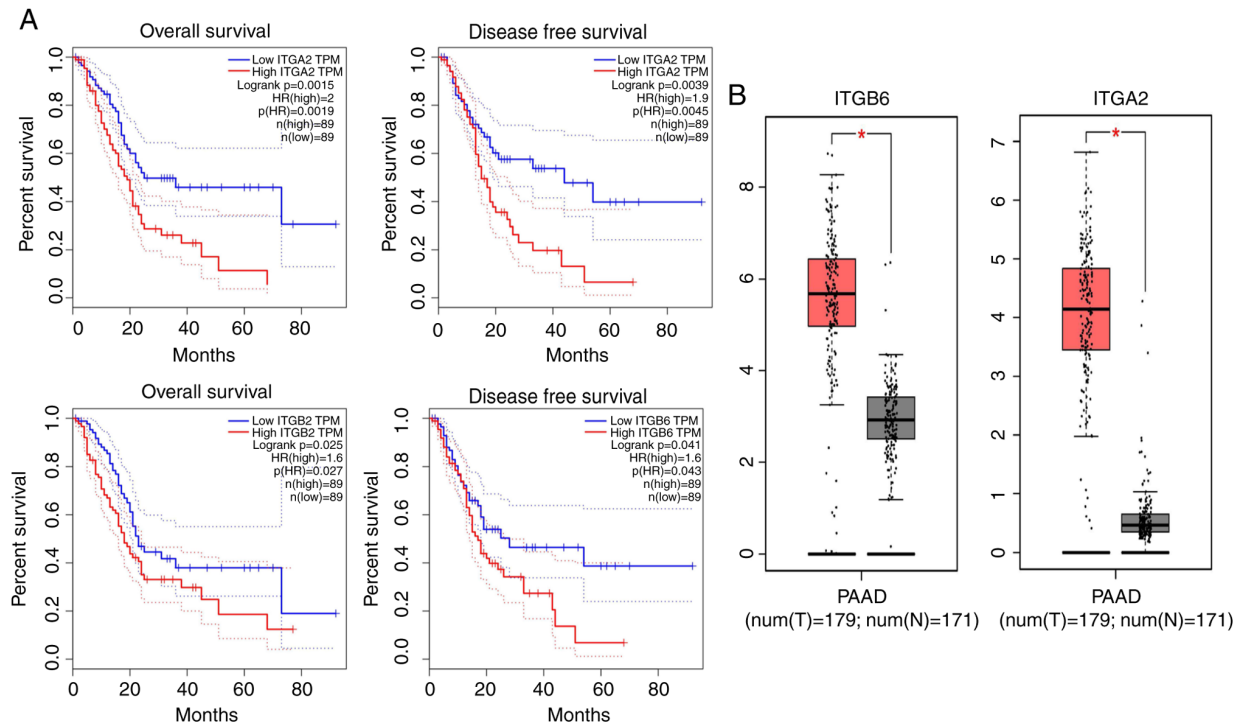 A
Overall survival
Low ITGA2 TPM
High ITGA2 TPM
Logrank p=0.0015
HR(high)=2
p(HR)=0.0019
n(high)=89
n(low)=89
Percent survival
1.0
0.8
0.6
0.4
0.2
0.0
0 20 40 60 80
Months
Disease free survival
Low ITGA2 TPM
High ITGA2 TPM
Logrank p=0.0039
HR(high)=1.9
p(HR)=0.0045
n(high)=89
n(low)=89
Percent survival
1.0
0.8
0.6
0.4
0.2
0.0
0 20 40 60 80
Months
Overall survival
Low ITGB2 TPM
High ITGB2 TPM
Logrank p=0.025
HR(high)=1.6
p(HR)=0.027
n(high)=89
n(low)=89
Percent survival
1.0
0.8
0.6
0.4
0.2
0.0
0 20 40 60 80
Months
Disease free survival
Low ITGB6 TPM
High ITGB6 TPM
Logrank p=0.041
HR(high)=1.6
p(HR)=0.043
n(high)=89
n(low)=89
Percent survival
1.0
0.8
0.6
0.4
0.2
0.0
0 20 40 60 80
Months
B
ITGB6
*
8
6
4
2
0
PAAD
(num(T)=179; num(N)=171)
ITGA2
*
7
6
5
4
3
2
1
0
PAAD
(num(T)=179; num(N)=171)